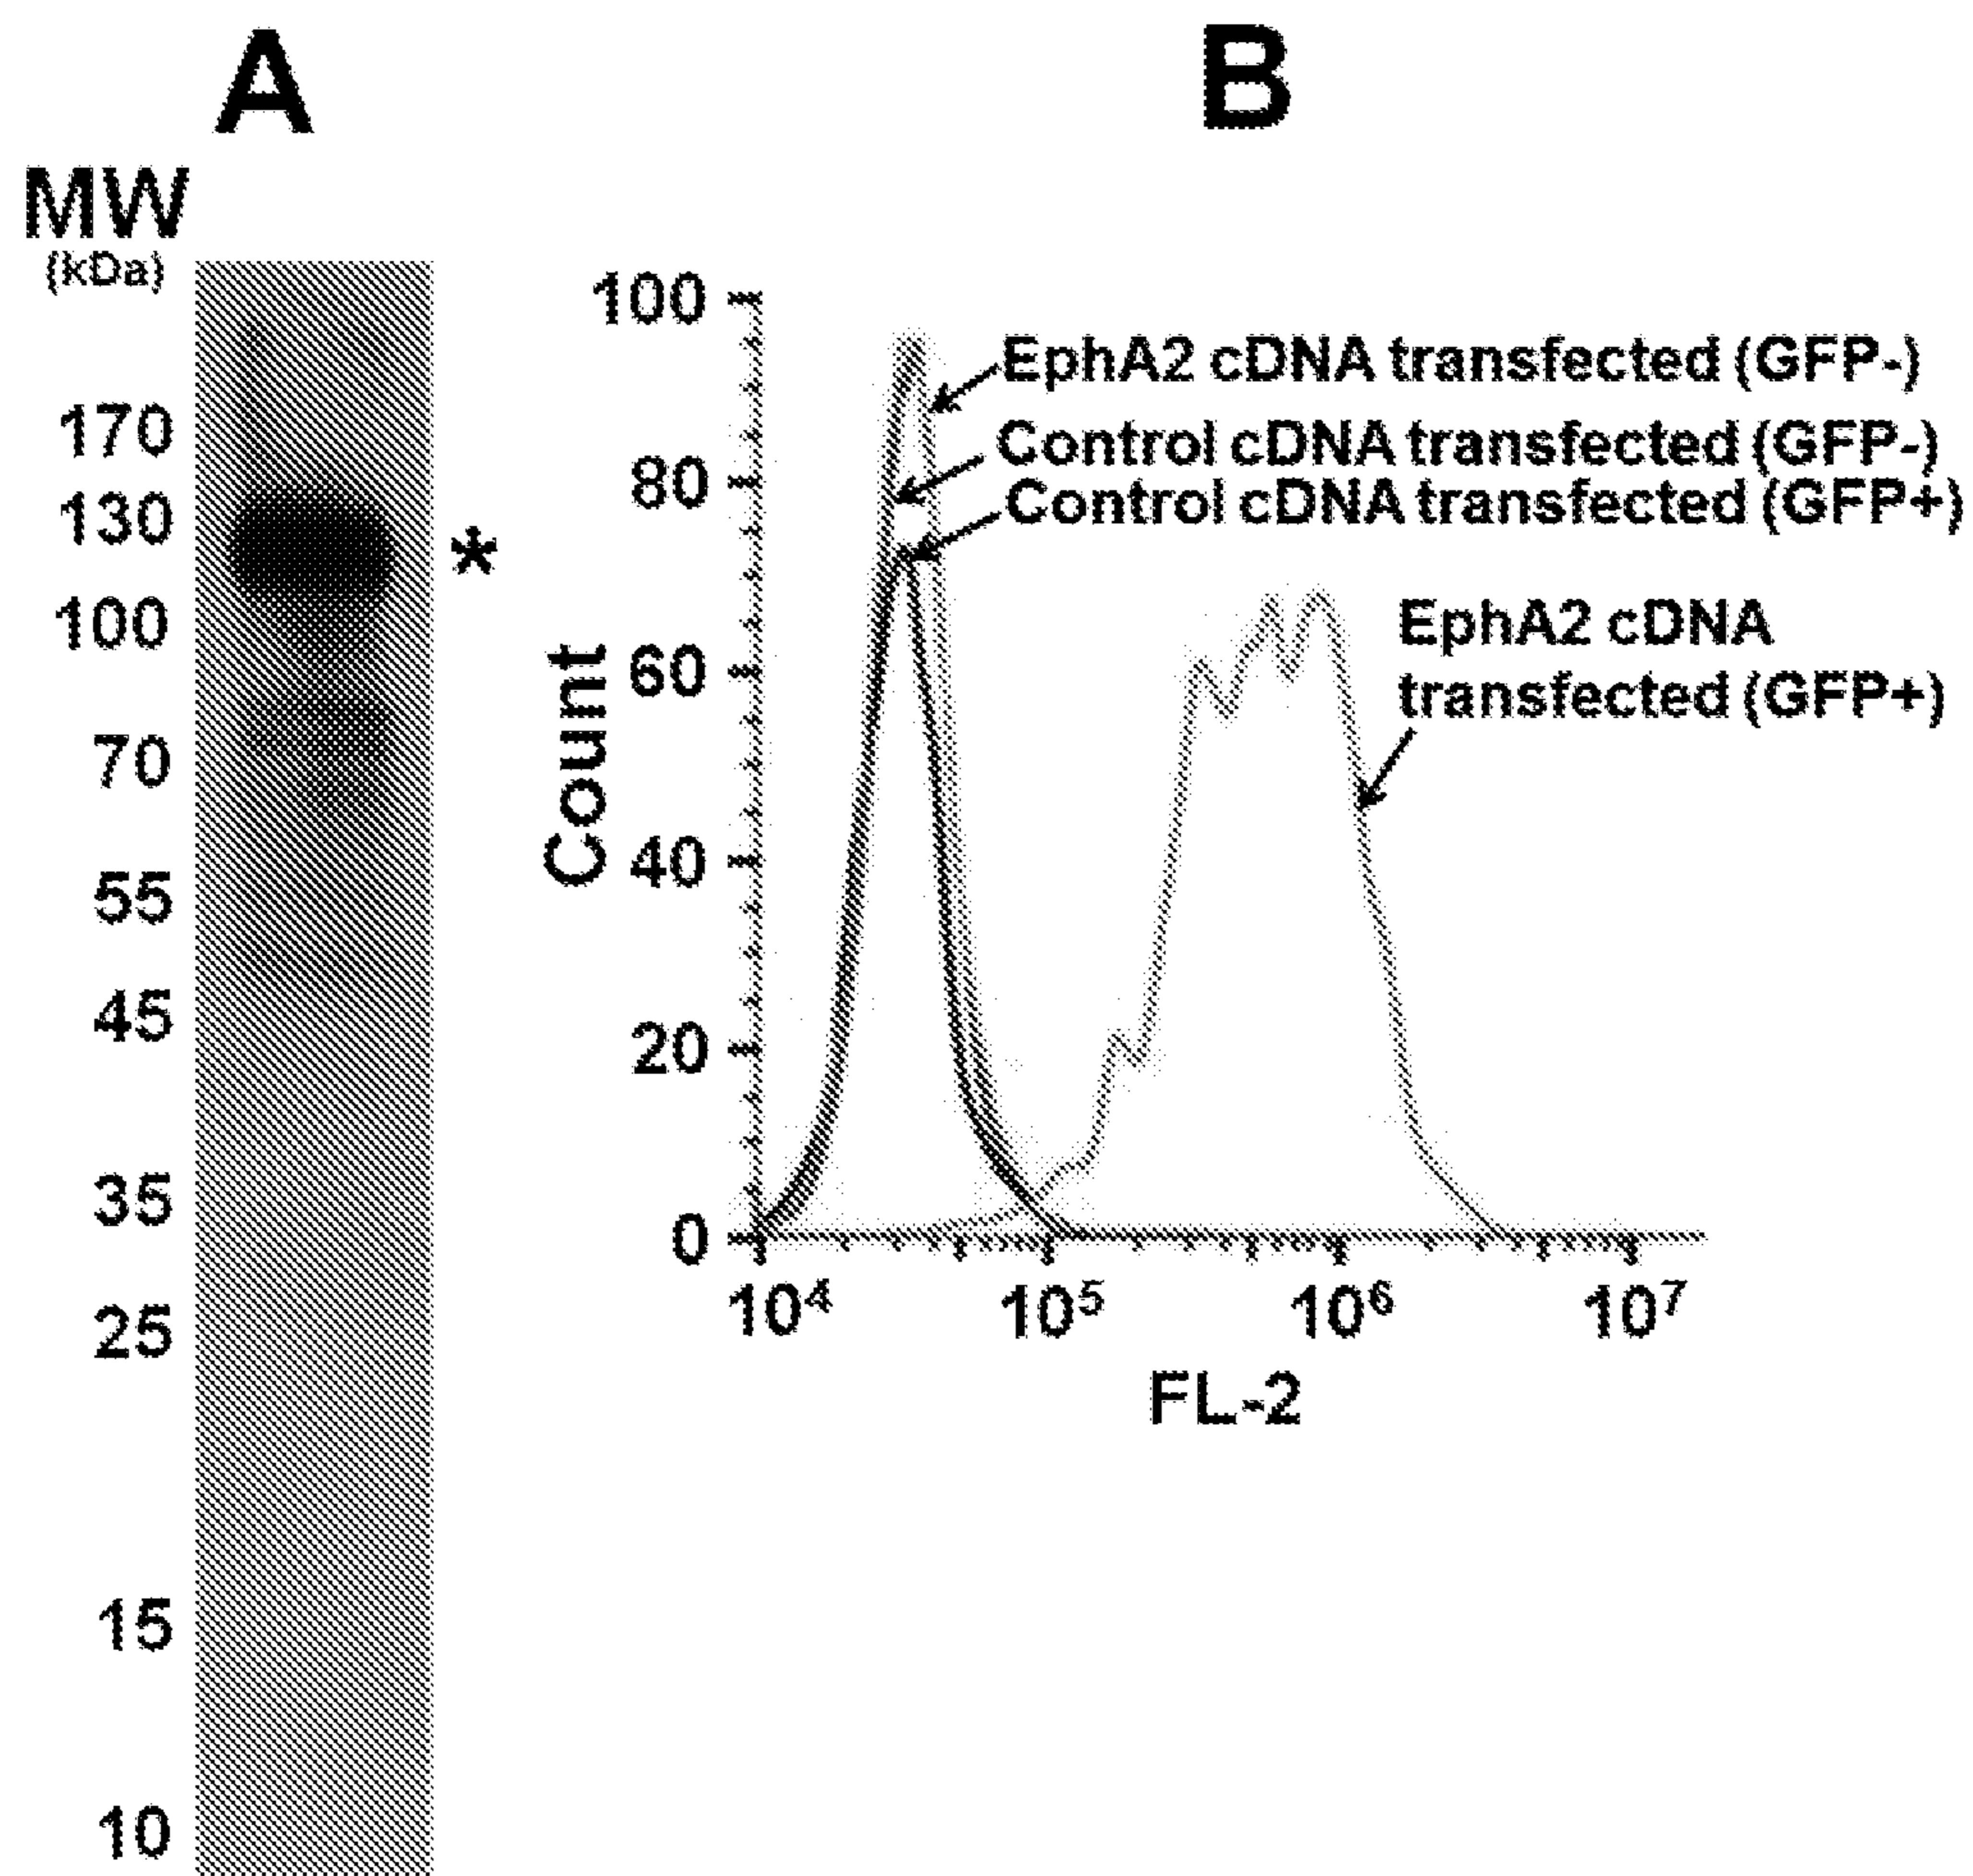 A
B
MW
(kDa)
170
130
100
70
55
45
35
25
15
10
*
100
80
60
40
20
0
Count
EphA2 cDNA transfected (GFP-)
Control cDNA transfected (GFP-)
Control cDNA transfected (GFP+)
EphA2 cDNA
transfected (GFP+)
10⁴ 10⁵ 10⁶ 10⁷
FL-2